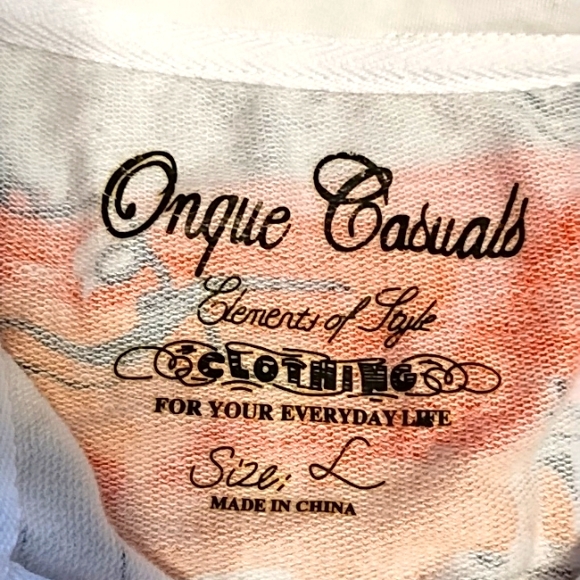 Onque Casuals
Elements of Style
CLOTHING
FOR YOUR EVERYDAY LIFE
Size: L
MADE IN CHINA